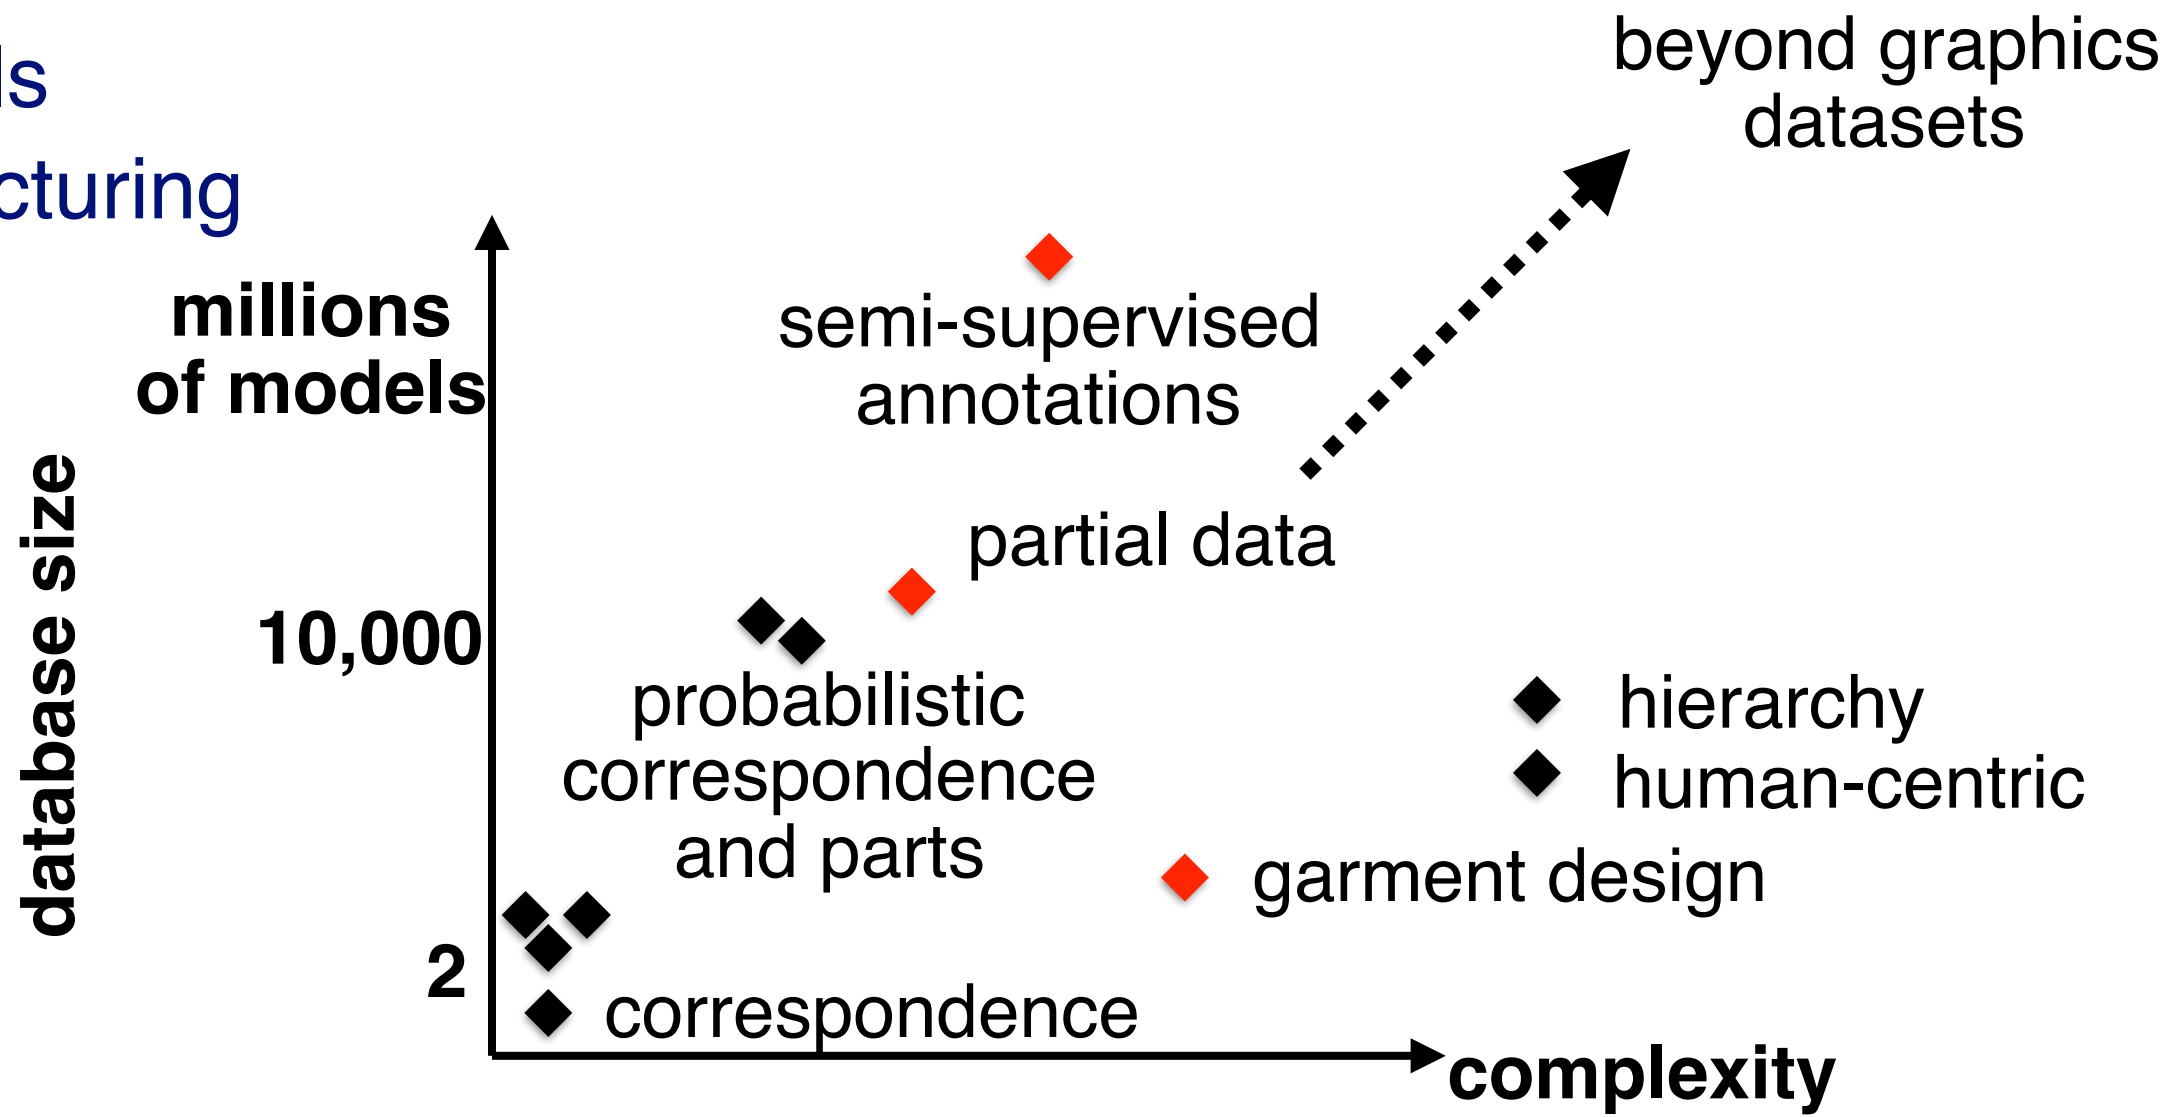 ls
cturing
beyond graphics
datasets
millions
of models
semi-supervised
annotations
partial data
database size
10,000
probabilistic
correspondence
and parts
hierarchy
human-centric
garment design
2
correspondence
complexity